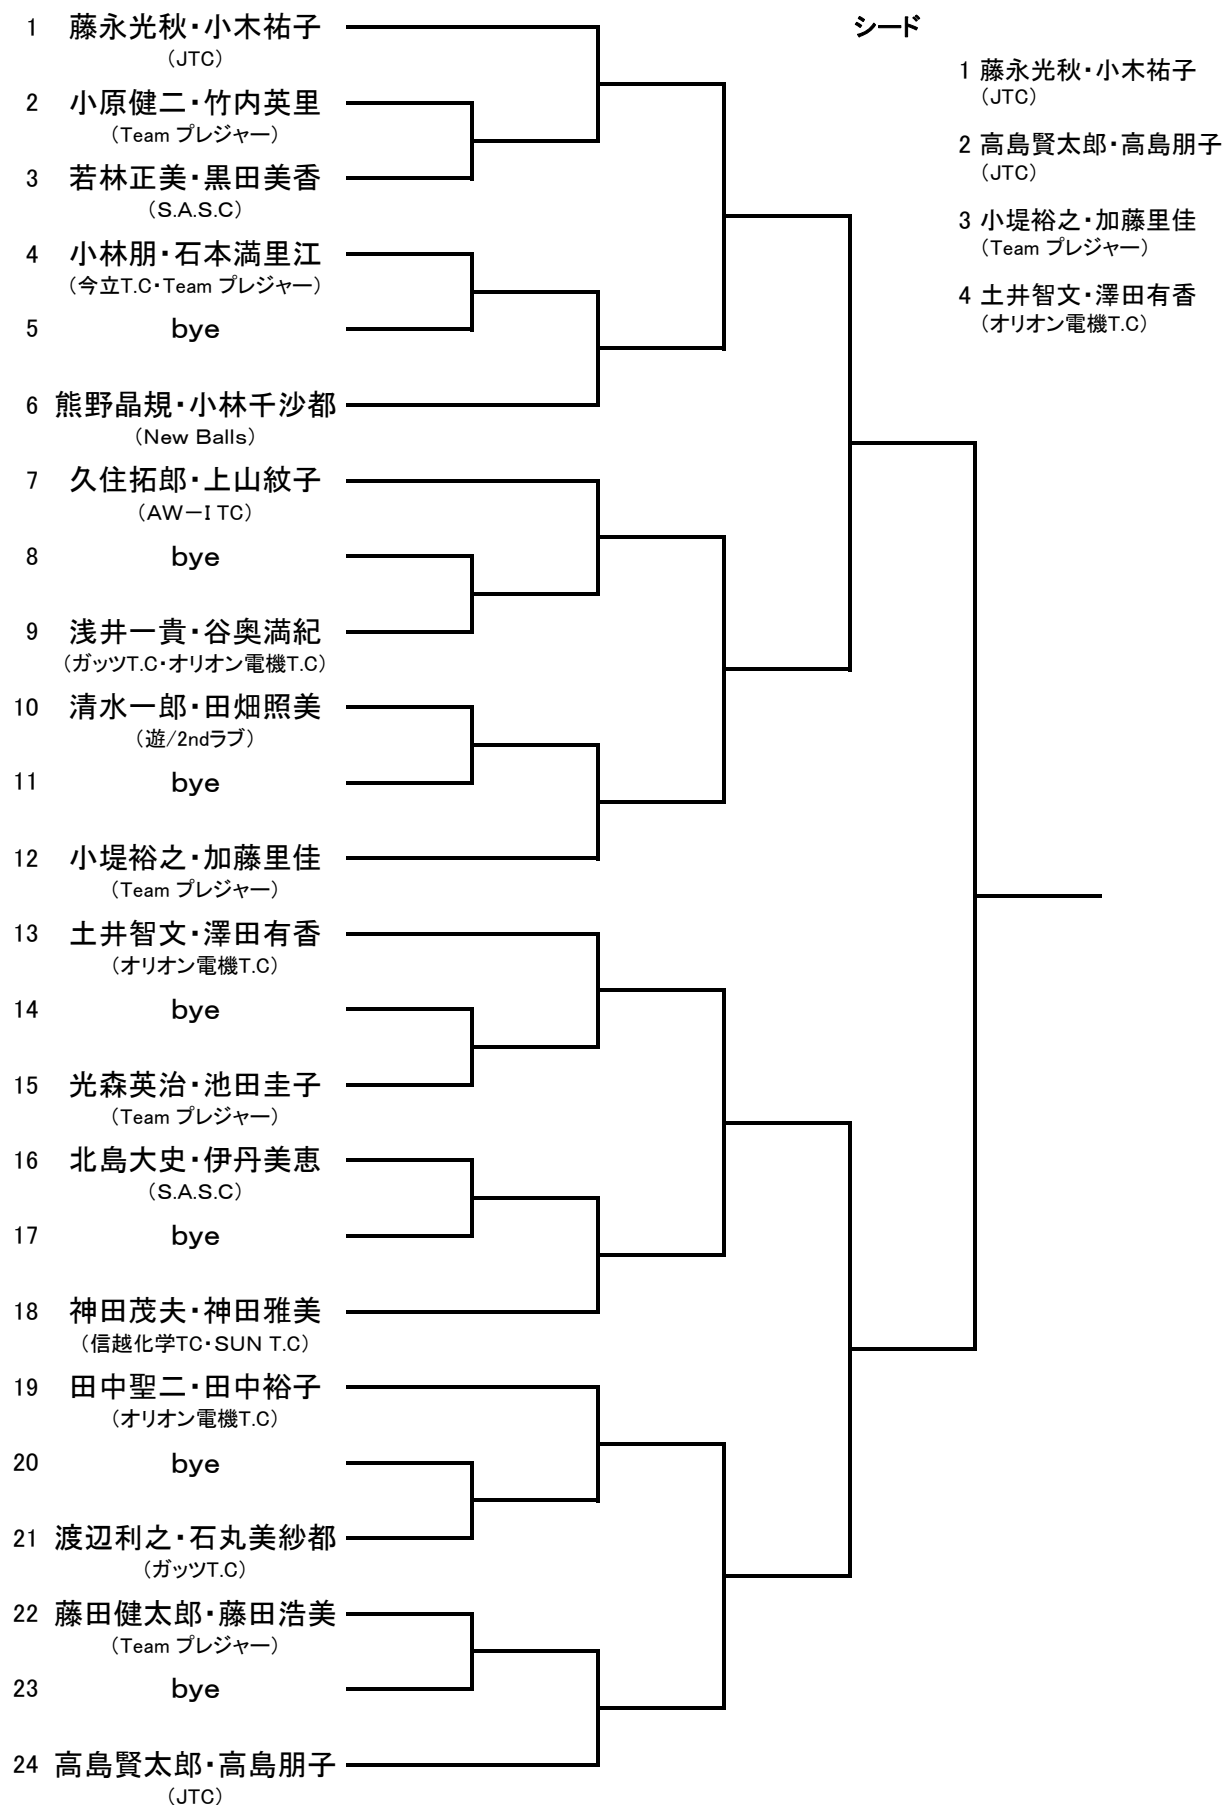 1 藤永光秋・小木祐子
（JTC）
2 小原健二・竹内英里
（Team プレジャー）
3 若林正美・黒田美香
（S.A.S.C）
4 小林朋・石本満里江
（今立T.C・Team プレジャー）
5 bye
6 熊野晶規・小林千沙都
（New Balls）
7 久住拓郎・上山紋子
（AW－I TC）
8 bye
9 浅井一貴・谷奥満紀
（ガッツT.C・オリオン電機T.C）
10 清水一郎・田畑照美
（遊/2ndラブ）
11 bye
12 小堤裕之・加藤里佳
（Team プレジャー）
13 土井智文・澤田有香
（オリオン電機T.C）
14 bye
15 光森英治・池田圭子
（Team プレジャー）
16 北島大史・伊丹美恵
（S.A.S.C）
17 bye
18 神田茂夫・神田雅美
（信越化学TC・SUN T.C）
19 田中聖二・田中裕子
（オリオン電機T.C）
20 bye
21 渡辺利之・石丸美紗都
（ガッツT.C）
22 藤田健太郎・藤田浩美
（Team プレジャー）
23 bye
24 高島賢太郎・高島朋子
（JTC）
シード
1 藤永光秋・小木祐子
（JTC）
2 高島賢太郎・高島朋子
（JTC）
3 小堤裕之・加藤里佳
（Team プレジャー）
4 土井智文・澤田有香
（オリオン電機T.C）